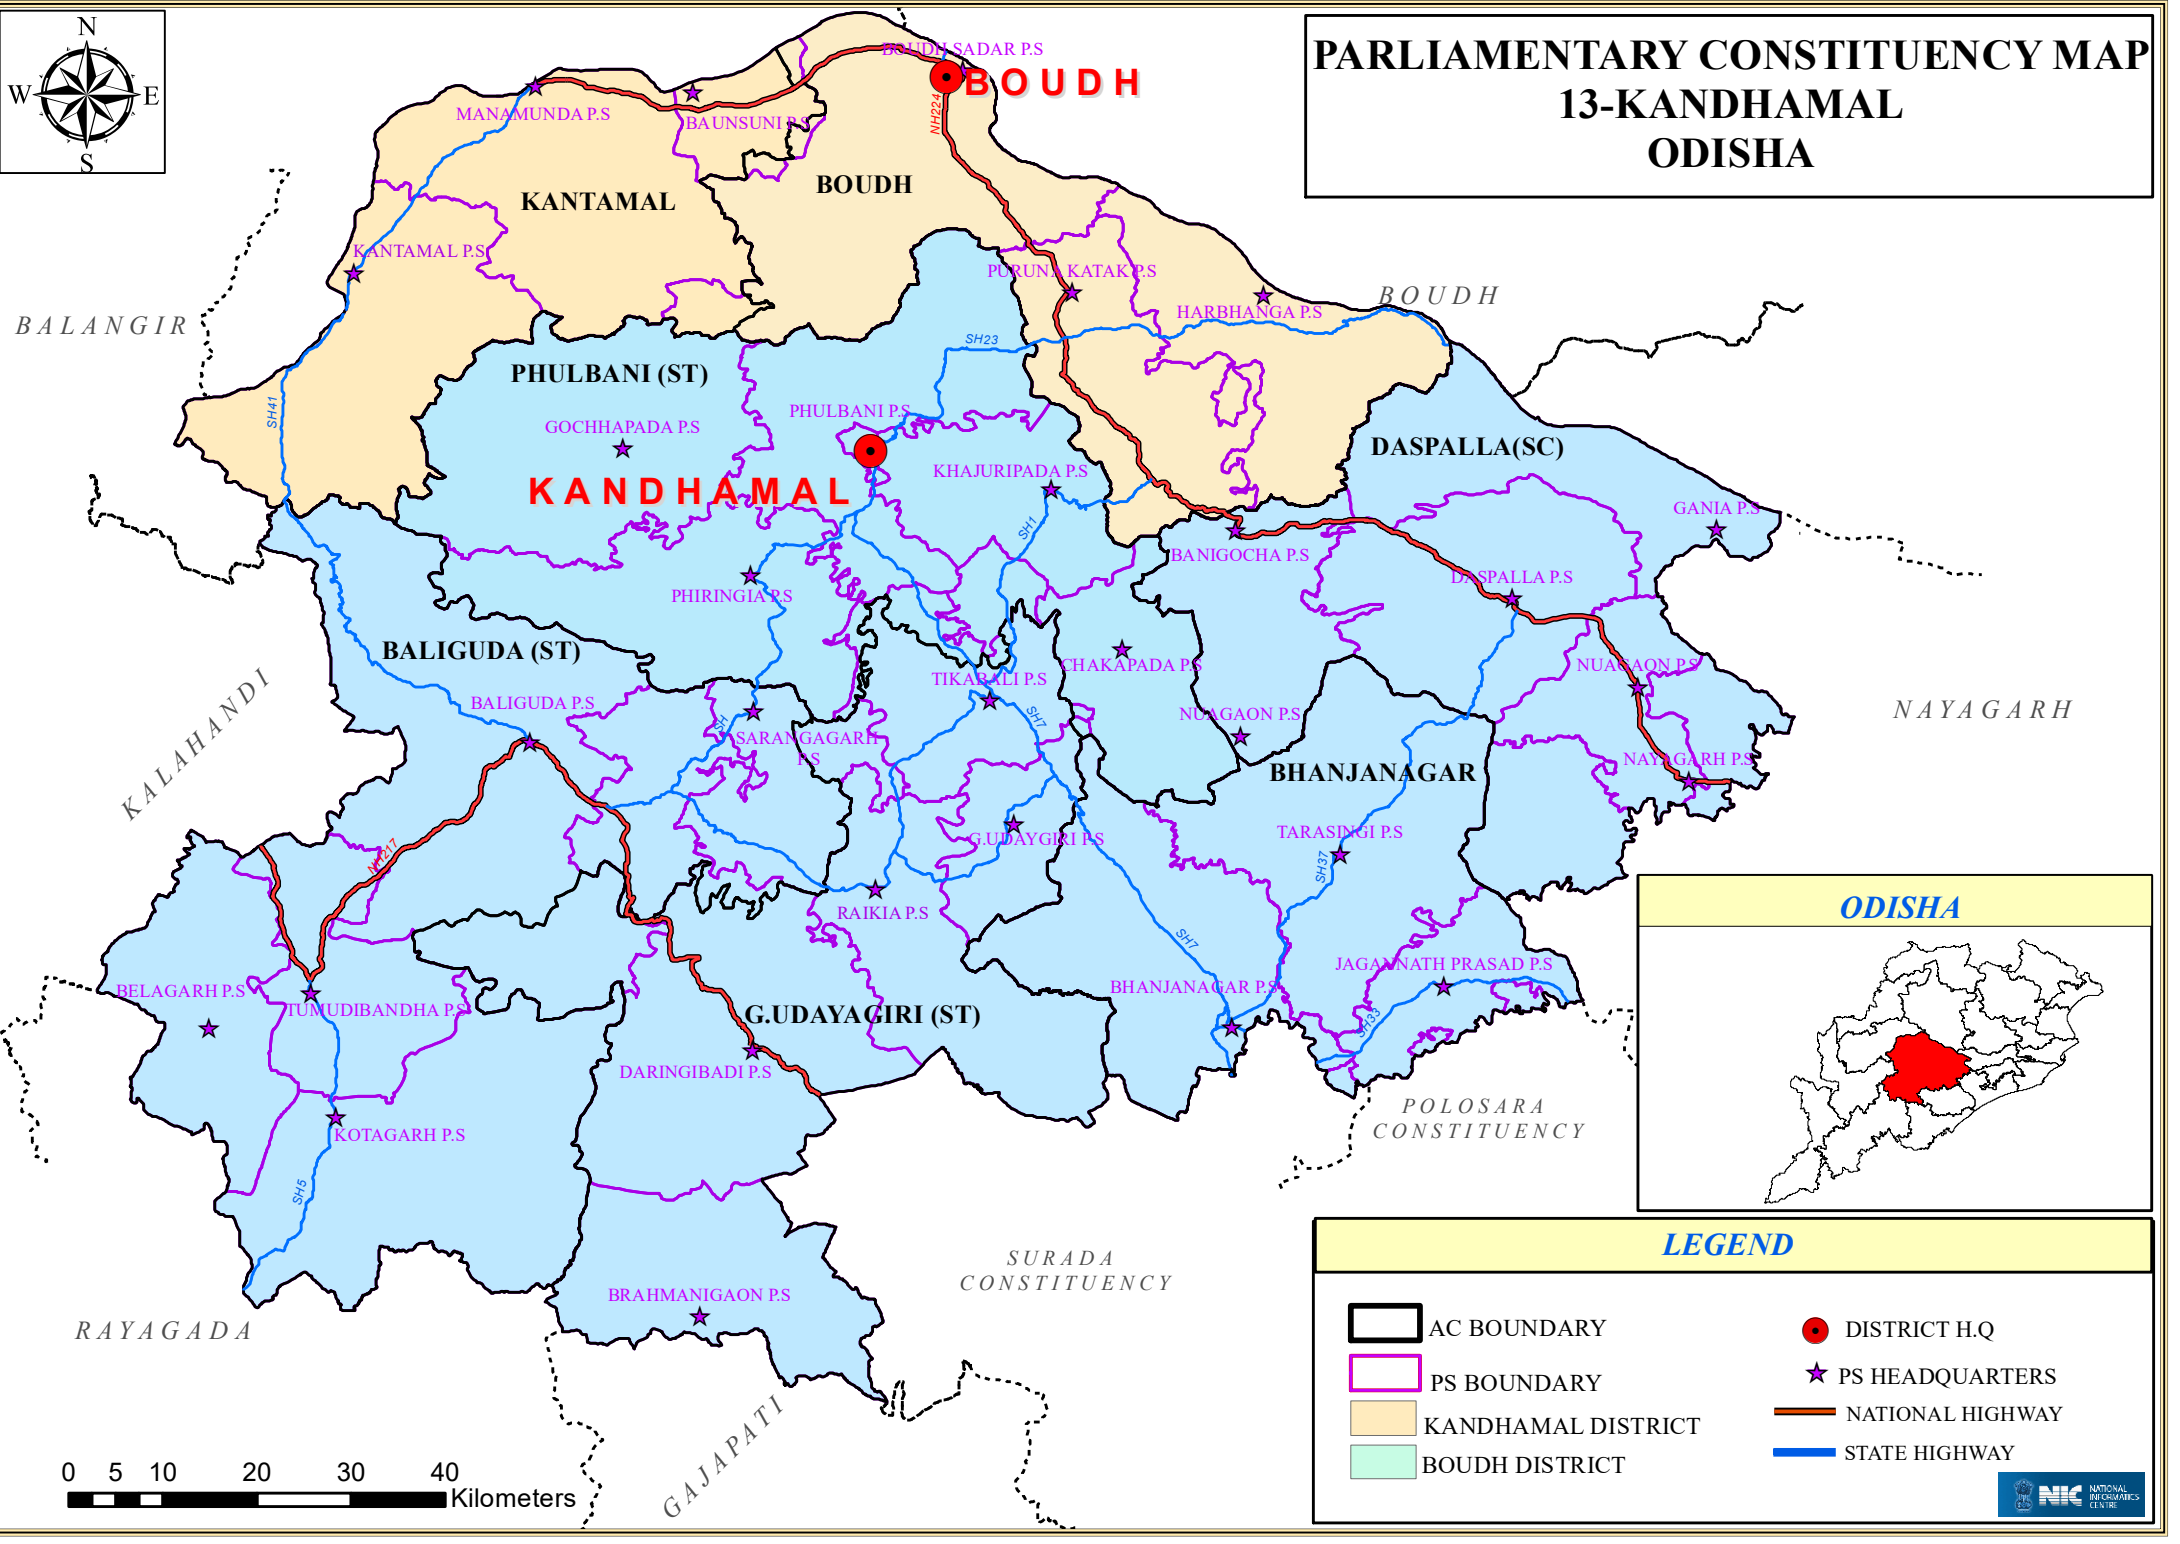 PARLIAMENTARY CONSTITUENCY MAP
13-KANDHAMAL
ODISHA
N
W
E
S
BOUDH SADAR P.S
BOUDH
MANAMUNDA P.S
BAUNSUNI P.S
NH224
KANTAMAL
BOUDH
KANTAMAL P.S
PURUNA KATAK P.S
HARBHANGA P.S
BOUDH
BALANGIR
SH23
PHULBANI (ST)
SH41
PHULBANI P.S
GOCHHAPADA P.S
DASPALLA(SC)
KHAJURIPADA P.S
KANDHAMAL
GANIA P.S
SH1
BANIGOCHA P.S
DASPALLA P.S
PHIRINGIA P.S
BALIGUDA (ST)
CHAKAPADA P.S
NUAGAON P.S
TIKABALI P.S
KALAHANDI
BALIGUDA P.S
NAYAGARH
NUAGAON P.S
SH7
SH
SARANGAGARH
P.S
NAYAGARH P.S
BHANJANAGAR
TARASINGI P.S
G.UDAYGIRI P.S
NH217
SH37
RAIKIA P.S
ODISHA
SH7
JAGANNATH PRASAD P.S
BELAGARH P.S
BHANJANAGAR P.S
TUMUDIBANDHA P.S
G.UDAYAGIRI (ST)
SH33
DARINGIBADI P.S
POLOSARA
CONSTITUENCY
KOTAGARH P.S
SH5
SURADA
CONSTITUENCY
BRAHMANIGAON P.S
RAYAGADA
GAJAPATI
LEGEND
AC BOUNDARY
DISTRICT H.Q
PS BOUNDARY
PS HEADQUARTERS
KANDHAMAL DISTRICT
NATIONAL HIGHWAY
BOUDH DISTRICT
STATE HIGHWAY
0 5 10 20 30 40
Kilometers
NIC
NATIONAL
INFORMATICS
CENTRE